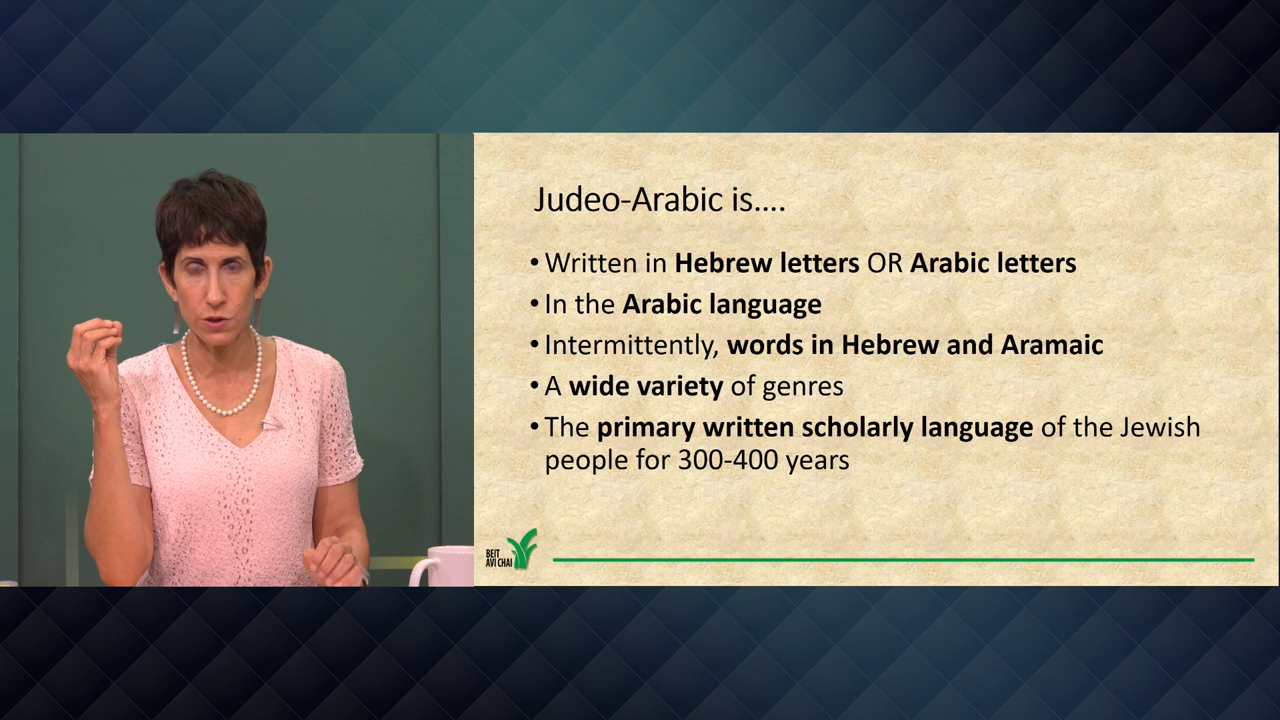 Judeo-Arabic is....
•Written in Hebrew letters OR Arabic letters
•In the Arabic language
•Intermittently, words in Hebrew and Aramaic
•A wide variety of genres
•The primary written scholarly language of the Jewish
people for 300-400 years
BEIT
AVI CHAI